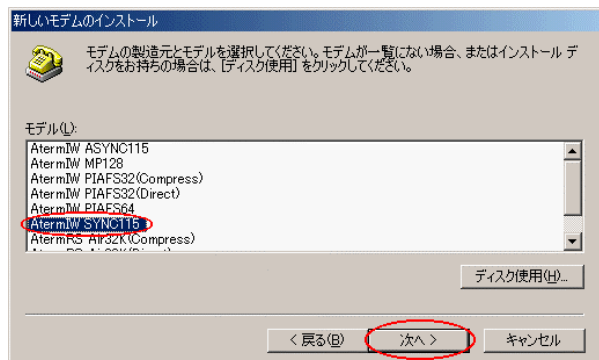 新しいモデムのインストール
モデムの製造元とモデルを選択してください。モデムが一覧にない場合、またはインストール デ
ィスクをお持ちの場合は、[ディスク使用] をクリックしてください。
モデル(L):
AtermIW ASYNC115
AtermIW MP128
AtermIW PIAFS32(Compress)
AtermIW PIAFS32(Direct)
AtermIW PIAFS64
AtermIW SYNC115
AtermRS Air32K(Compress)
ディスク使用(H)...
< 戻る(B)
次へ >
キャンセル